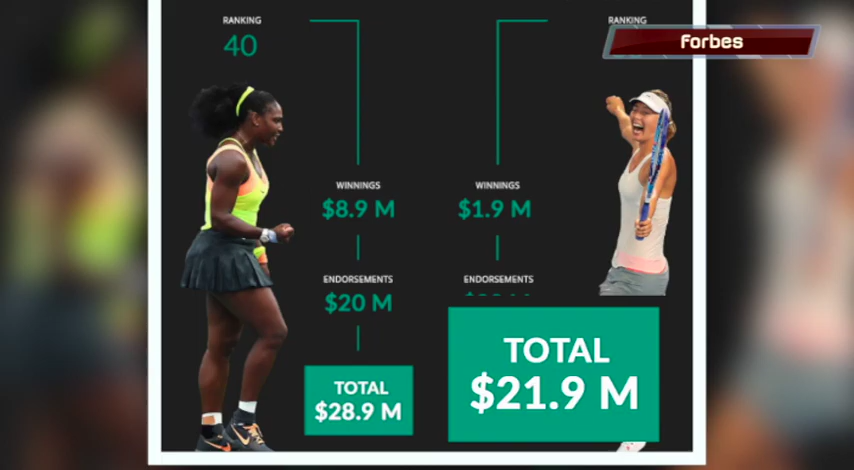 RANKING
40
RANKING
Forbes
WINNINGS
$8.9 M
WINNINGS
$1.9 M
ENDORSEMENTS
$20 M
ENDORSEMENTS
TOTAL
$28.9 M
TOTAL
$21.9 M